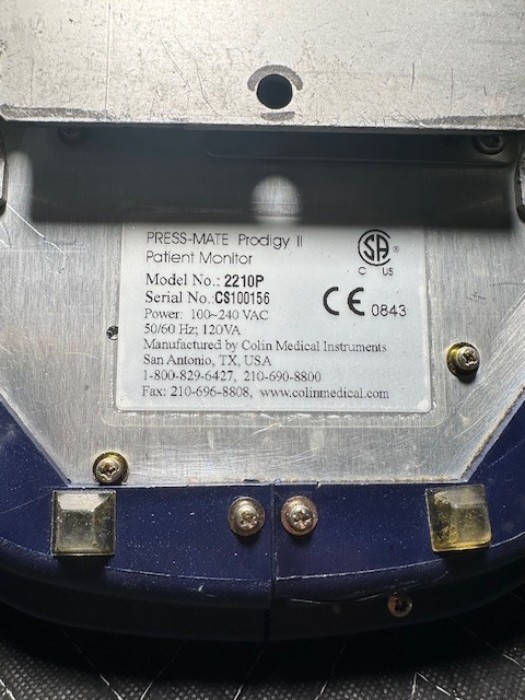 PRESS-MATE Prodigy II
Patient Monitor
Model No.: 2210P
Serial No.:CS100156
Power: 100~240 VAC
50/60 Hz; 120VA
Manufactured by Colin Medical Instruments
San Antonio, TX, USA
1-800-829-6427, 210-690-8800
Fax: 210-696-8808, www.colinmedical.com
SA ®
C US
CE 0843